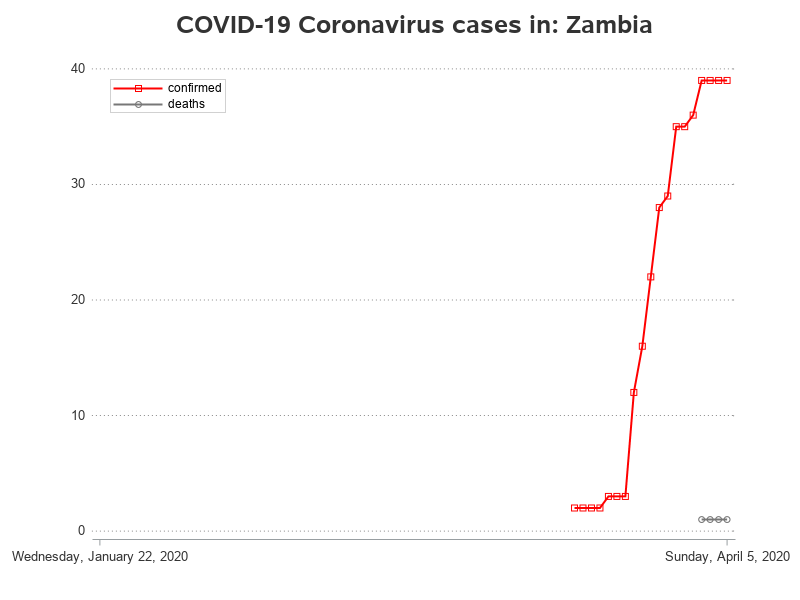 COVID-19 Coronavirus cases in: Zambia
40
confirmed
deaths
30
20
10
0
Wednesday, January 22, 2020
Sunday, April 5, 2020